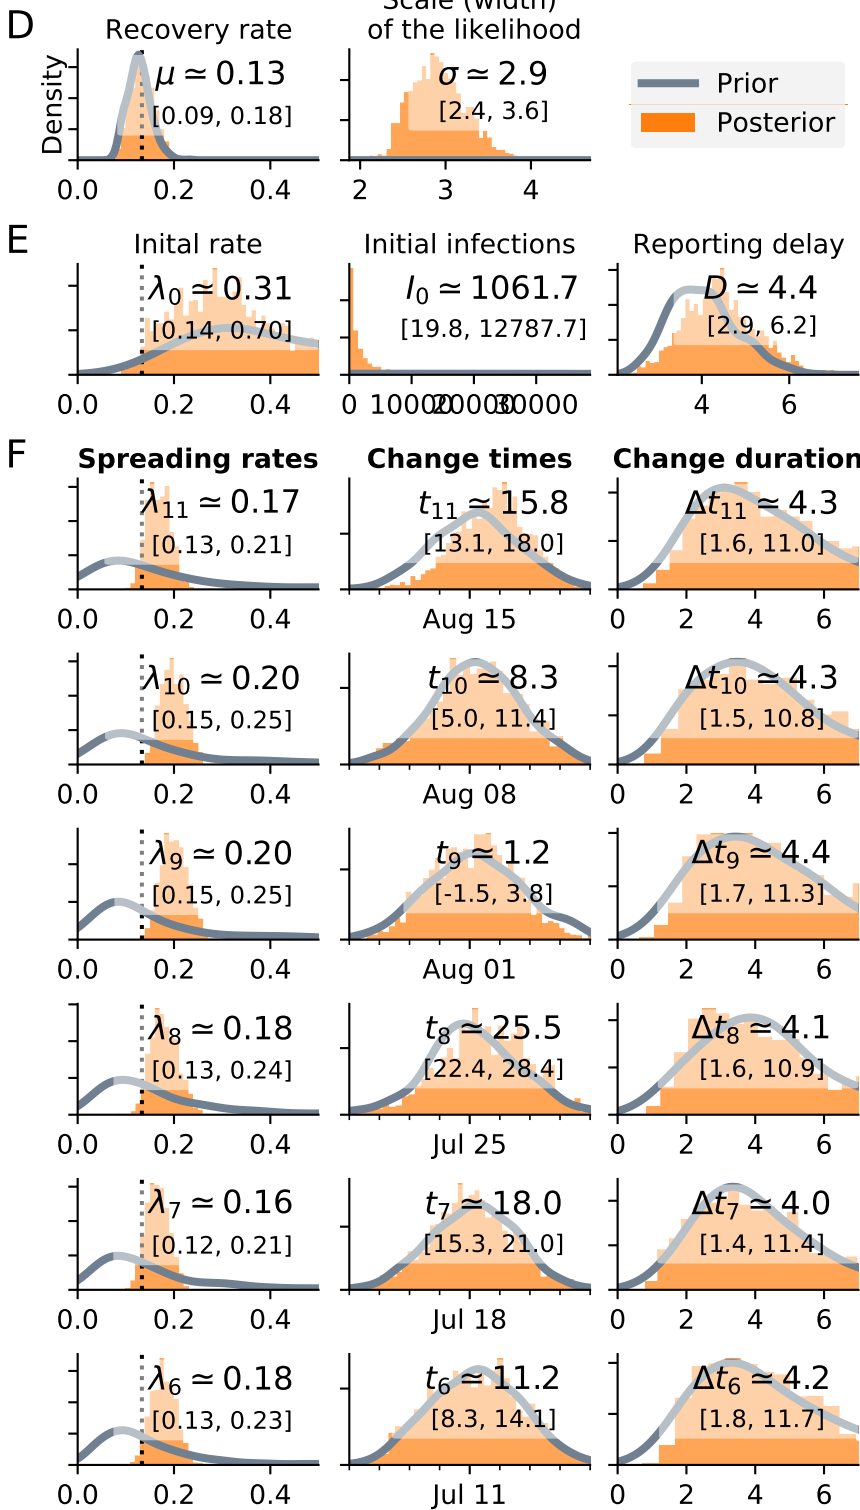 D
Scale (width)
Recovery rate
of the likelihood
Density
μ ≃ 0.13
[0.09, 0.18]
σ ≃ 2.9
[2.4, 3.6]
Prior
Posterior
0.0 0.2 0.4
2 3 4
E
Inital rate
Initial infections
Reporting delay
λ0 ≃ 0.31
[0.14, 0.70]
I0 ≃ 1061.7
[19.8, 12787.7]
D ≃ 4.4
[2.9, 6.2]
0.0 0.2 0.4
0 10000 20000 30000
4 6
F
Spreading rates
Change times
Change duration
λ11 ≃ 0.17
[0.13, 0.21]
t11 ≃ 15.8
[13.1, 18.0]
Δt11 ≃ 4.3
[1.6, 11.0]
0.0 0.2 0.4
Aug 15
0 2 4 6
λ10 ≃ 0.20
[0.15, 0.25]
t10 ≃ 8.3
[5.0, 11.4]
Δt10 ≃ 4.3
[1.5, 10.8]
0.0 0.2 0.4
Aug 08
0 2 4 6
λ9 ≃ 0.20
[0.15, 0.25]
t9 ≃ 1.2
[-1.5, 3.8]
Δt9 ≃ 4.4
[1.7, 11.3]
0.0 0.2 0.4
Aug 01
0 2 4 6
λ8 ≃ 0.18
[0.13, 0.24]
t8 ≃ 25.5
[22.4, 28.4]
Δt8 ≃ 4.1
[1.6, 10.9]
0.0 0.2 0.4
Jul 25
0 2 4 6
λ7 ≃ 0.16
[0.12, 0.21]
t7 ≃ 18.0
[15.3, 21.0]
Δt7 ≃ 4.0
[1.4, 11.4]
0.0 0.2 0.4
Jul 18
0 2 4 6
λ6 ≃ 0.18
[0.13, 0.23]
t6 ≃ 11.2
[8.3, 14.1]
Δt6 ≃ 4.2
[1.8, 11.7]
0.0 0.2 0.4
Jul 11
0 2 4 6